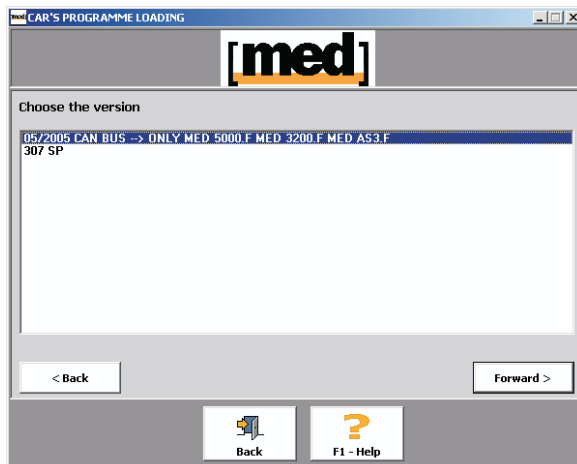 med CAR'S PROGRAMME LOADING
[med]
Choose the version
05/2005 CAN BUS --> ONLY MED 5000.F MED 3200.F MED AS3.F
307 SP
< Back
Forward >
Back
F1 - Help